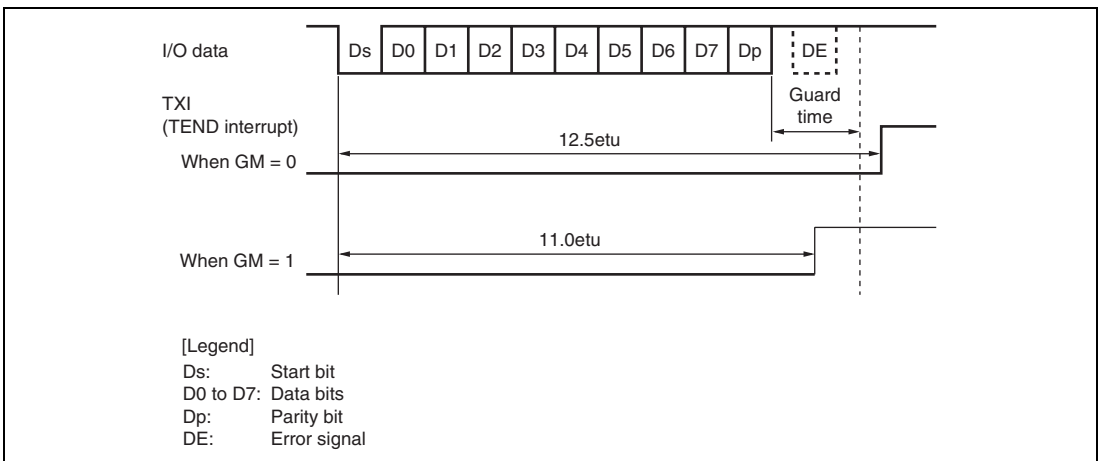 I/O data
Ds D0 D1 D2 D3 D4 D5 D6 D7 Dp DE
Guard
time
TXI
(TEND interrupt)
12.5etu
When GM = 0
11.0etu
When GM = 1
[Legend]
Ds: Start bit
D0 to D7: Data bits
Dp: Parity bit
DE: Error signal